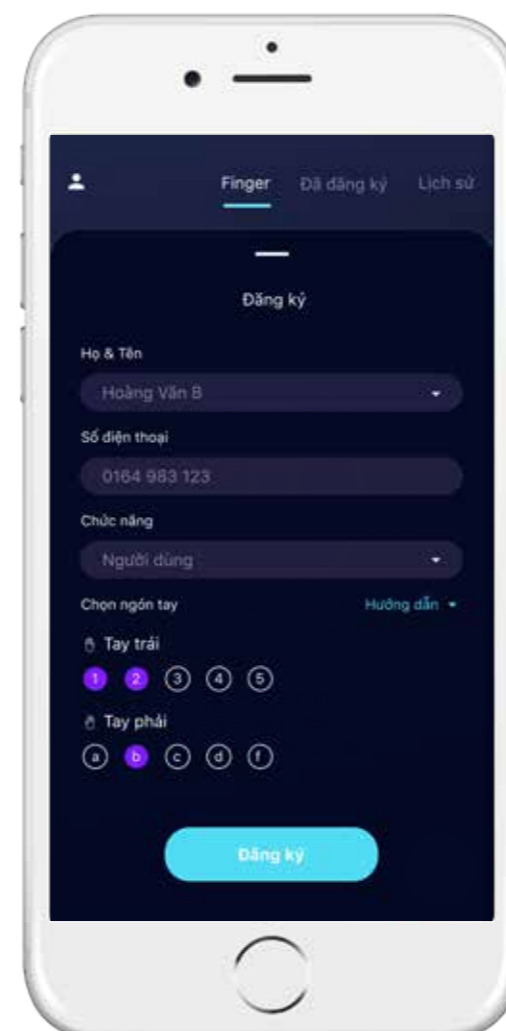 Finger Đã đăng ký Lịch sử
Đăng ký
Họ & Tên
Hoàng Văn B
Số điện thoại
0164 983 123
Chức năng
Người dùng
Chọn ngón tay Hướng dẫn
Tay trái
1 2 3 4 5
Tay phải
a b c d f
Đăng ký